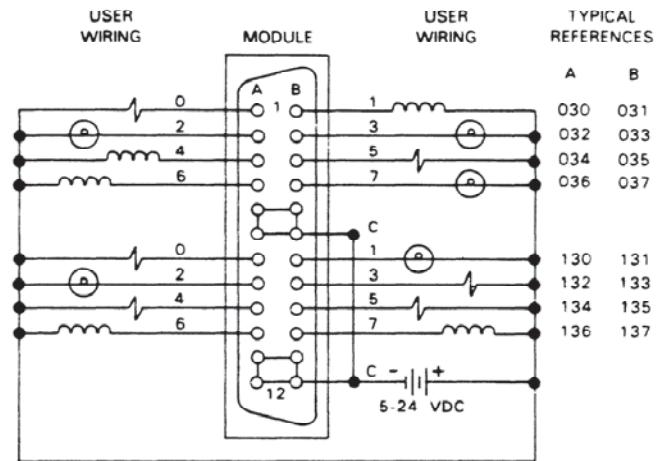 USER WIRING MODULE USER WIRING TYPICAL REFERENCES
A B
A 1 B
0 1 030 031
2 3 032 033
4 5 034 035
6 7 036 037
C
0 1 130 131
2 3 132 133
4 5 134 135
6 7 136 137
12 C - +
5-24 VDC